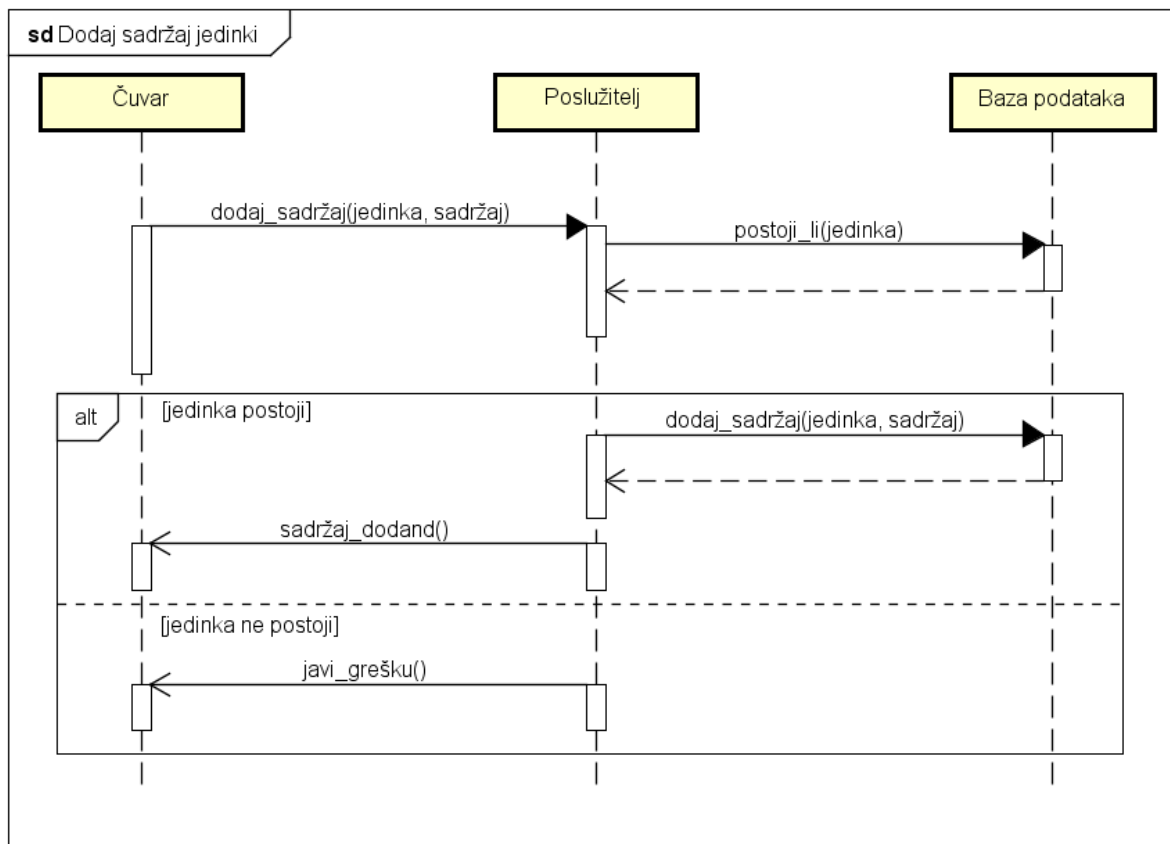 sd Dodaj sadržaj jedinki
Čuvar
Poslužitelj
Baza podataka
dodaj_sadržaj(jedinka, sadržaj)
postoji_li(jedinka)
alt
[jedinka postoji]
dodaj_sadržaj(jedinka, sadržaj)
sadržaj_dodand()
[jedinka ne postoji]
javi_grešku()